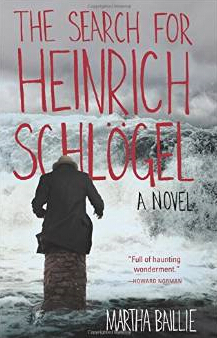 THE SEARCH FOR
HEINRICH
SCHLÖGEL
A NOVEL
"Full of haunting
wonderment."
—HOWARD NORMAN
MARTHA BAILLIE